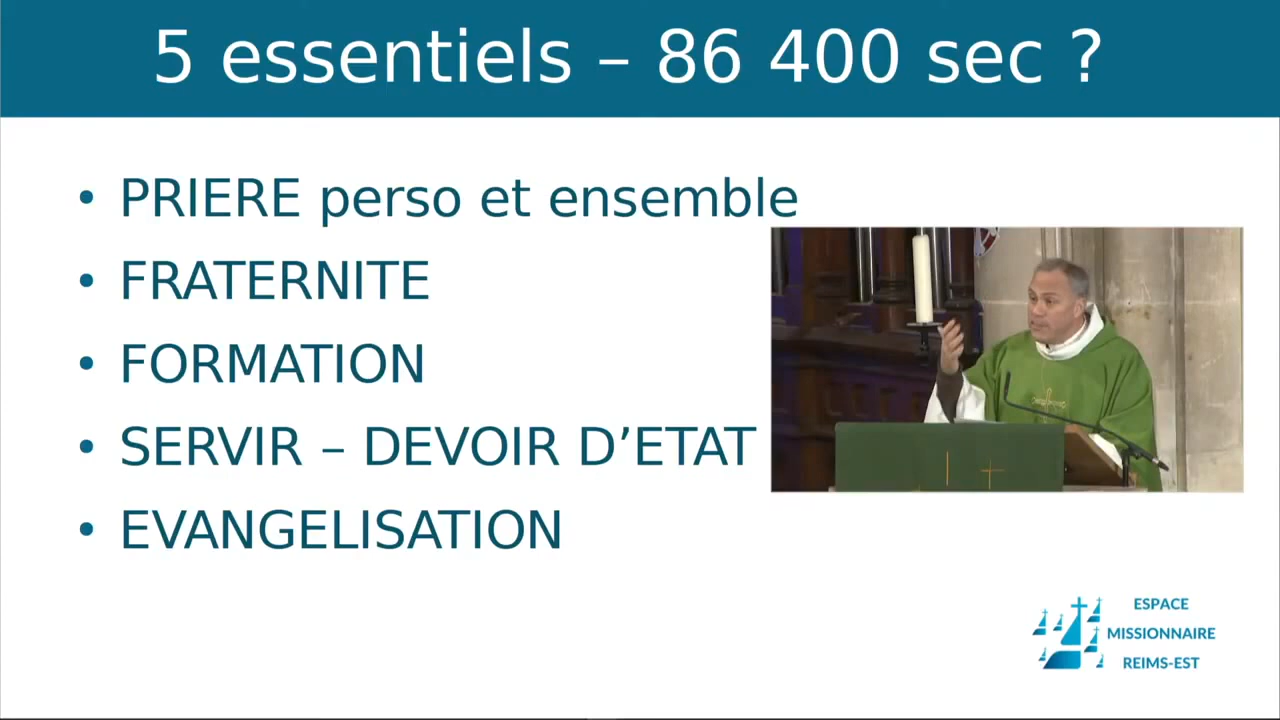 5 essentiels – 86 400 sec ?
• PRIERE perso et ensemble
• FRATERNITE
• FORMATION
• SERVIR – DEVOIR D’ETAT
• EVANGELISATION
ESPACE
MISSIONNAIRE
REIMS-EST